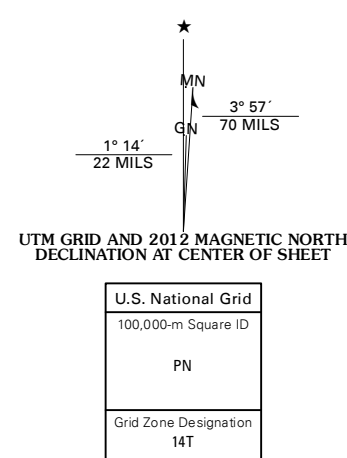 ★
MN
3° 57´
70 MILS
GN
1° 14´
22 MILS
UTM GRID AND 2012 MAGNETIC NORTH
DECLINATION AT CENTER OF SHEET
U.S. National Grid
100,000-m Square ID
PN
Grid Zone Designation
14T